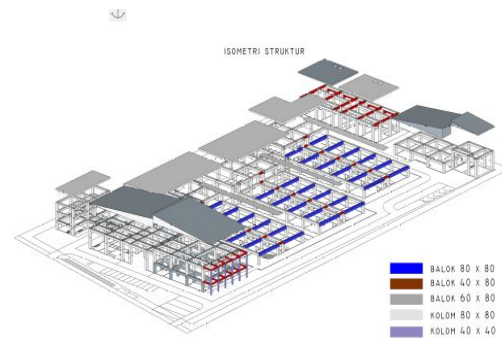 ISOMETRI STRUKTUR
BALOK 80 X 80
BALOK 40 X 80
BALOK 60 X 80
KOLOM 80 X 80
KOLOM 40 X 40